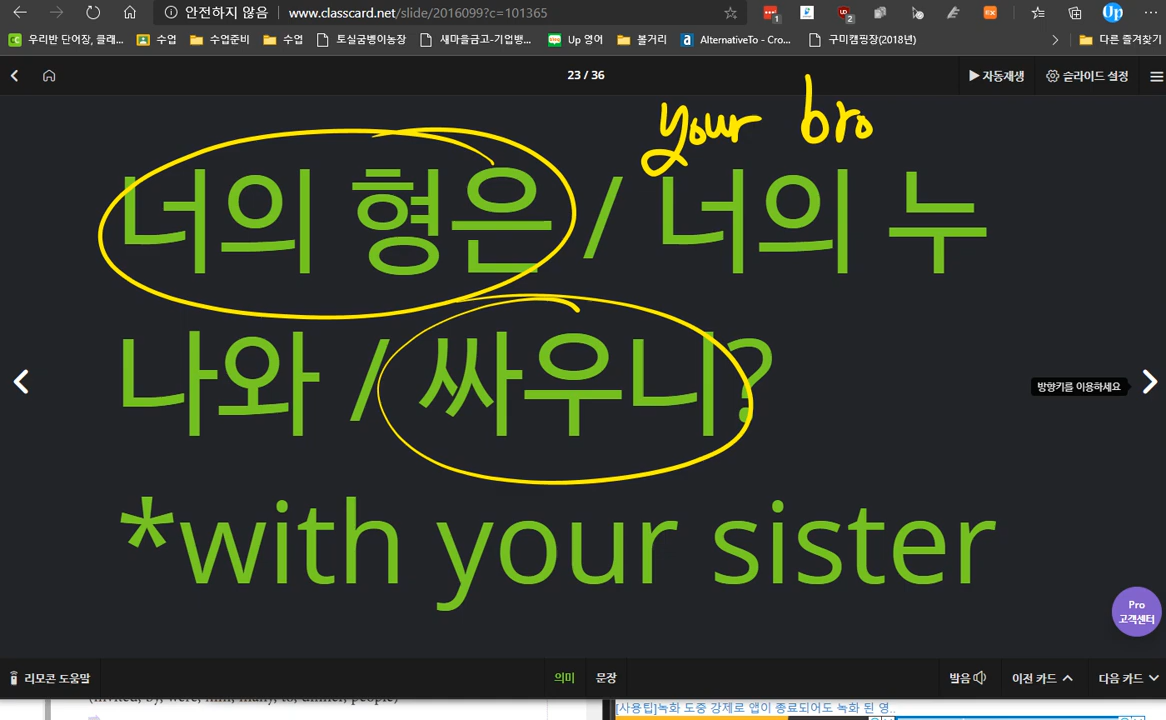 안전하지 않음 www.classcard.net/slide/2016099?c=101365
우리반 단어장, 클래... 수업 수업준비 수업 토실굼벵이농장 새마을금고-기업뱅... Up 영어 볼거리 AlternativeTo - Cro... 구미캠핑장(2018년) 다른 즐겨찾기
23 / 36 자동재생 슬라이드 설정
your bro
너의 형은 / 너의 누
나와 / 싸우니?
방향키를 이용하세요
*with your sister
Pro
고객센터
리모콘 도움말 의미 문장 발음 이전 카드 다음 카드
[사용팁]녹화 도중 강제로 앱이 종료되어도 녹화 된 영..